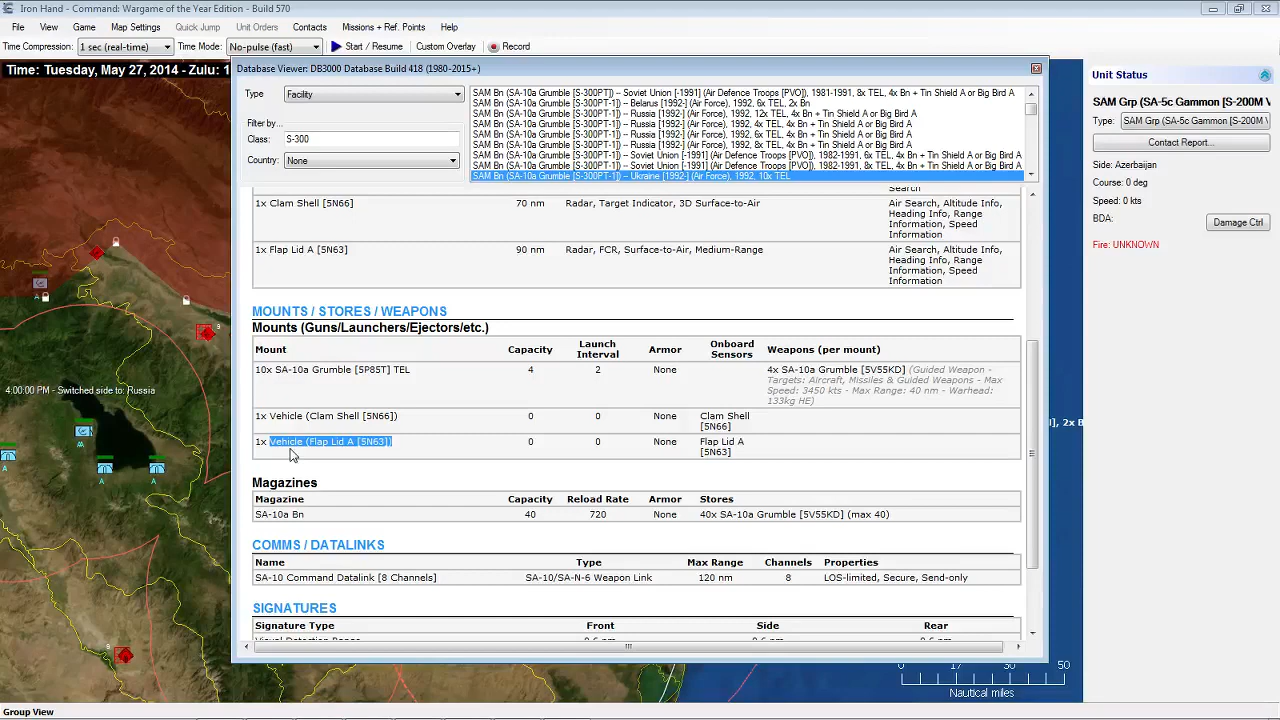 Iron Hand - Command: Wargame of the Year Edition - Build 570
File View Game Map Settings Quick Jump Unit Orders Contacts Missions + Ref. Points Help
Time Compression: 1 sec (real-time) Time Mode: No-pulse (fast) Start / Resume Custom Overlay Record
Time: Tuesday, May 27, 2014 - Zulu: 1
Database Viewer: DB3000 Database Build 418 (1980-2015+)
Type Facility
Filter by...
Class: S-300
Country: None
SAM Bn (SA-10a Grumble [S-300PT]) -- Soviet Union [-1991] (Air Defence Troops [PVO]), 1981-1991, 8x TEL, 4x Bn + Tin Shield A or Big Bird A
SAM Bn (SA-10a Grumble [S-300PT-1]) -- Belarus [1992-] (Air Force), 1992, 6x TEL, 2x Bn
SAM Bn (SA-10a Grumble [S-300PT-1]) -- Russia [1992-] (Air Force), 1992, 12x TEL, 4x Bn + Tin Shield A or Big Bird A
SAM Bn (SA-10a Grumble [S-300PT-1]) -- Russia [1992-] (Air Force), 1992, 4x TEL, 4x Bn + Tin Shield A or Big Bird A
SAM Bn (SA-10a Grumble [S-300PT-1]) -- Russia [1992-] (Air Force), 1992, 6x TEL, 4x Bn + Tin Shield A or Big Bird A
SAM Bn (SA-10a Grumble [S-300PT-1]) -- Russia [1992-] (Air Force), 1992, 8x TEL, 4x Bn + Tin Shield A or Big Bird A
SAM Bn (SA-10a Grumble [S-300PT-1]) -- Soviet Union [-1991] (Air Defence Troops [PVO]), 1982-1991, 6x TEL, 4x Bn + Tin Shield A or Big Bird A
SAM Bn (SA-10a Grumble [S-300PT-1]) -- Soviet Union [-1991] (Air Defence Troops [PVO]), 1982-1991, 8x TEL, 4x Bn + Tin Shield A or Big Bird A
SAM Bn (SA-10a Grumble [S-300PT-1]) -- Ukraine [1992-] (Air Force), 1992, 10x TEL
Search
1x Clam Shell [5N66] 70 nm Radar, Target Indicator, 3D Surface-to-Air Air Search, Altitude Info,
Heading Info, Range
Information, Speed
Information
1x Flap Lid A [5N63] 90 nm Radar, FCR, Surface-to-Air, Medium-Range Air Search, Altitude Info,
Heading Info, Range
Information, Speed
Information
MOUNTS / STORES / WEAPONS
Mounts (Guns/Launchers/Ejectors/etc.)
Mount Capacity Launch Interval Armor Onboard Sensors Weapons (per mount)
10x SA-10a Grumble [5P85T] TEL 4 2 None 4x SA-10a Grumble [5V55KD] (Guided Weapon -
Targets: Aircraft, Missiles & Guided Weapons - Max
Speed: 3450 kts - Max Range: 40 nm - Warhead:
133kg HE)
1x Vehicle (Clam Shell [5N66]) 0 0 None Clam Shell
[5N66]
1x Vehicle (Flap Lid A [5N63]) 0 0 None Flap Lid A
[5N63]
Magazines
Magazine Capacity Reload Rate Armor Stores
SA-10a Bn 40 720 None 40x SA-10a Grumble [5V55KD] (max 40)
COMMS / DATALINKS
Name Type Max Range Channels Properties
SA-10 Command Datalink [8 Channels] SA-10/SA-N-6 Weapon Link 120 nm 8 LOS-limited, Secure, Send-only
SIGNATURES
Signature Type Front Side Rear
Visual Detection Range 0.6 nm 0.6 nm 0.6 nm
Unit Status
SAM Grp (SA-5c Gammon [S-200M V
Type: SAM Grp (SA-5c Gammon [S-200M V
Contact Report...
Side: Azerbaijan
Course: 0 deg
Speed: 0 kts
BDA: Damage Ctrl
Fire: UNKNOWN
4:00:00 PM - Switched side to: Russia
A
9
A
A
A
9
], 2x B
0 17 33 50
Nautical miles
Group View